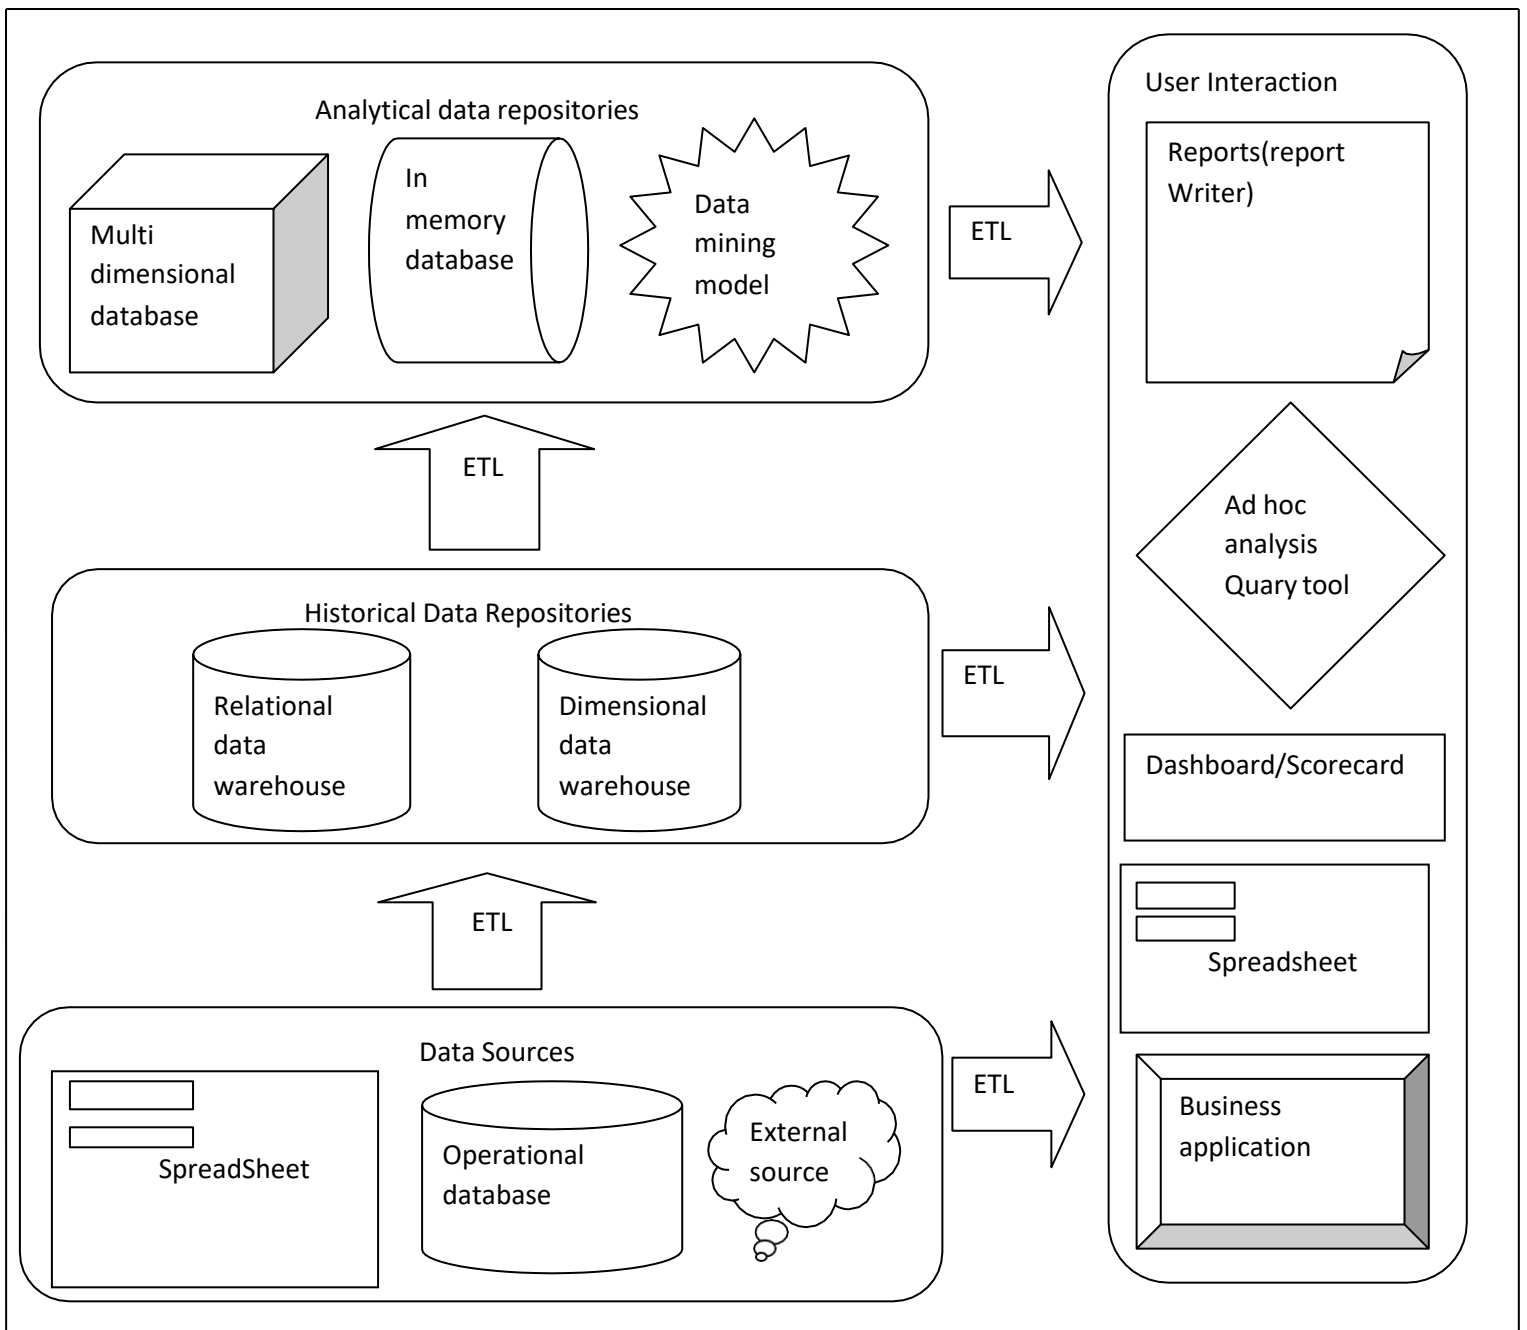 Analytical data repositories
Multi
dimensional
database
In
memory
database
Data
mining
model
ETL
User Interaction
Reports(report
Writer)
ETL
Ad hoc
analysis
Quary tool
Historical Data Repositories
Relational
data
warehouse
Dimensional
data
warehouse
ETL
Dashboard/Scorecard
ETL
Spreadsheet
Data Sources
SpreadSheet
Operational
database
External
source
ETL
Business
application